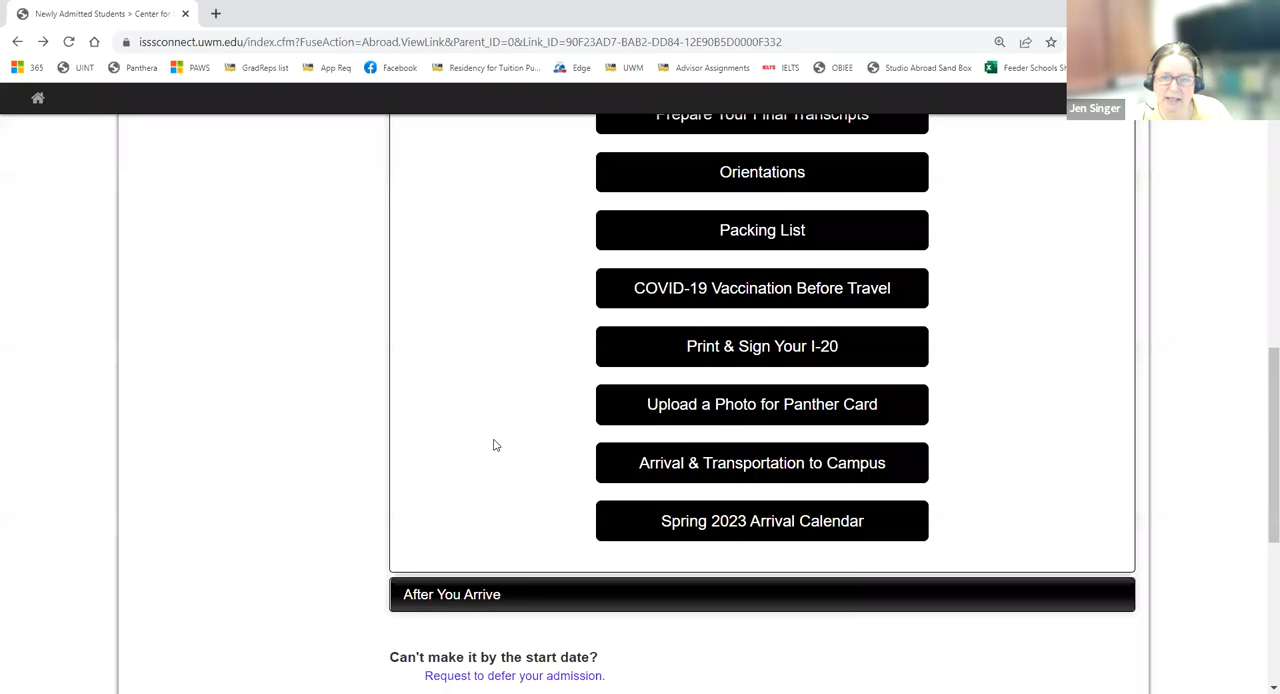 Newly Admitted Students > Center for
isssconnect.uwm.edu/index.cfm?FuseAction=Abroad.ViewLink&Parent_ID=0&Link_ID=90F23AD7-BAB2-DD84-12E90B5D0000F332
365 UINT Panthera PAWS GradReps list App Req Facebook Residency for Tuition Pu... Edge UWM Advisor Assignments IELTS IELTS OBIEE Studio Abroad Sand Box Feeder Schools Sh
Jen Singer
Prepare Your Final Transcripts
Orientations
Packing List
COVID-19 Vaccination Before Travel
Print & Sign Your I-20
Upload a Photo for Panther Card
Arrival & Transportation to Campus
Spring 2023 Arrival Calendar
After You Arrive
Can't make it by the start date?
Request to defer your admission.